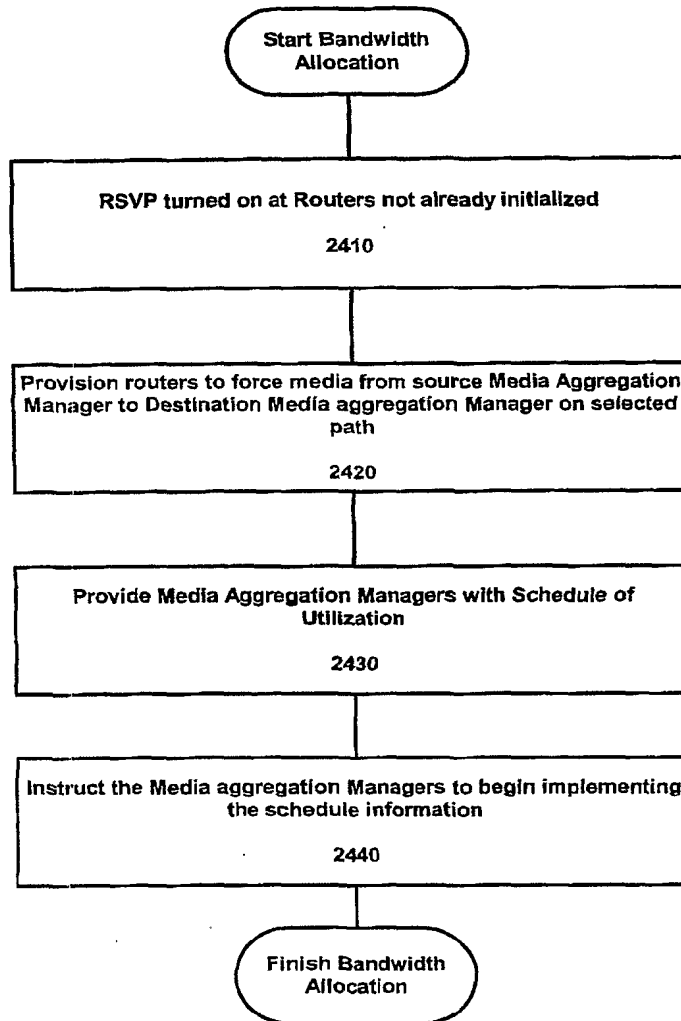 Start Bandwidth
Allocation
RSVP turned on at Routers not already initialized
2410
Provision routers to force media from source Media Aggregation
Manager to Destination Media aggregation Manager on selected
path
2420
Provide Media Aggregation Managers with Schedule of
Utilization
2430
Instruct the Media aggregation Managers to begin implementing
the schedule information
2440
Finish Bandwidth
Allocation